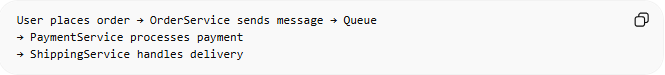 User places order → OrderService sends message → Queue
→ PaymentService processes payment
→ ShippingService handles delivery